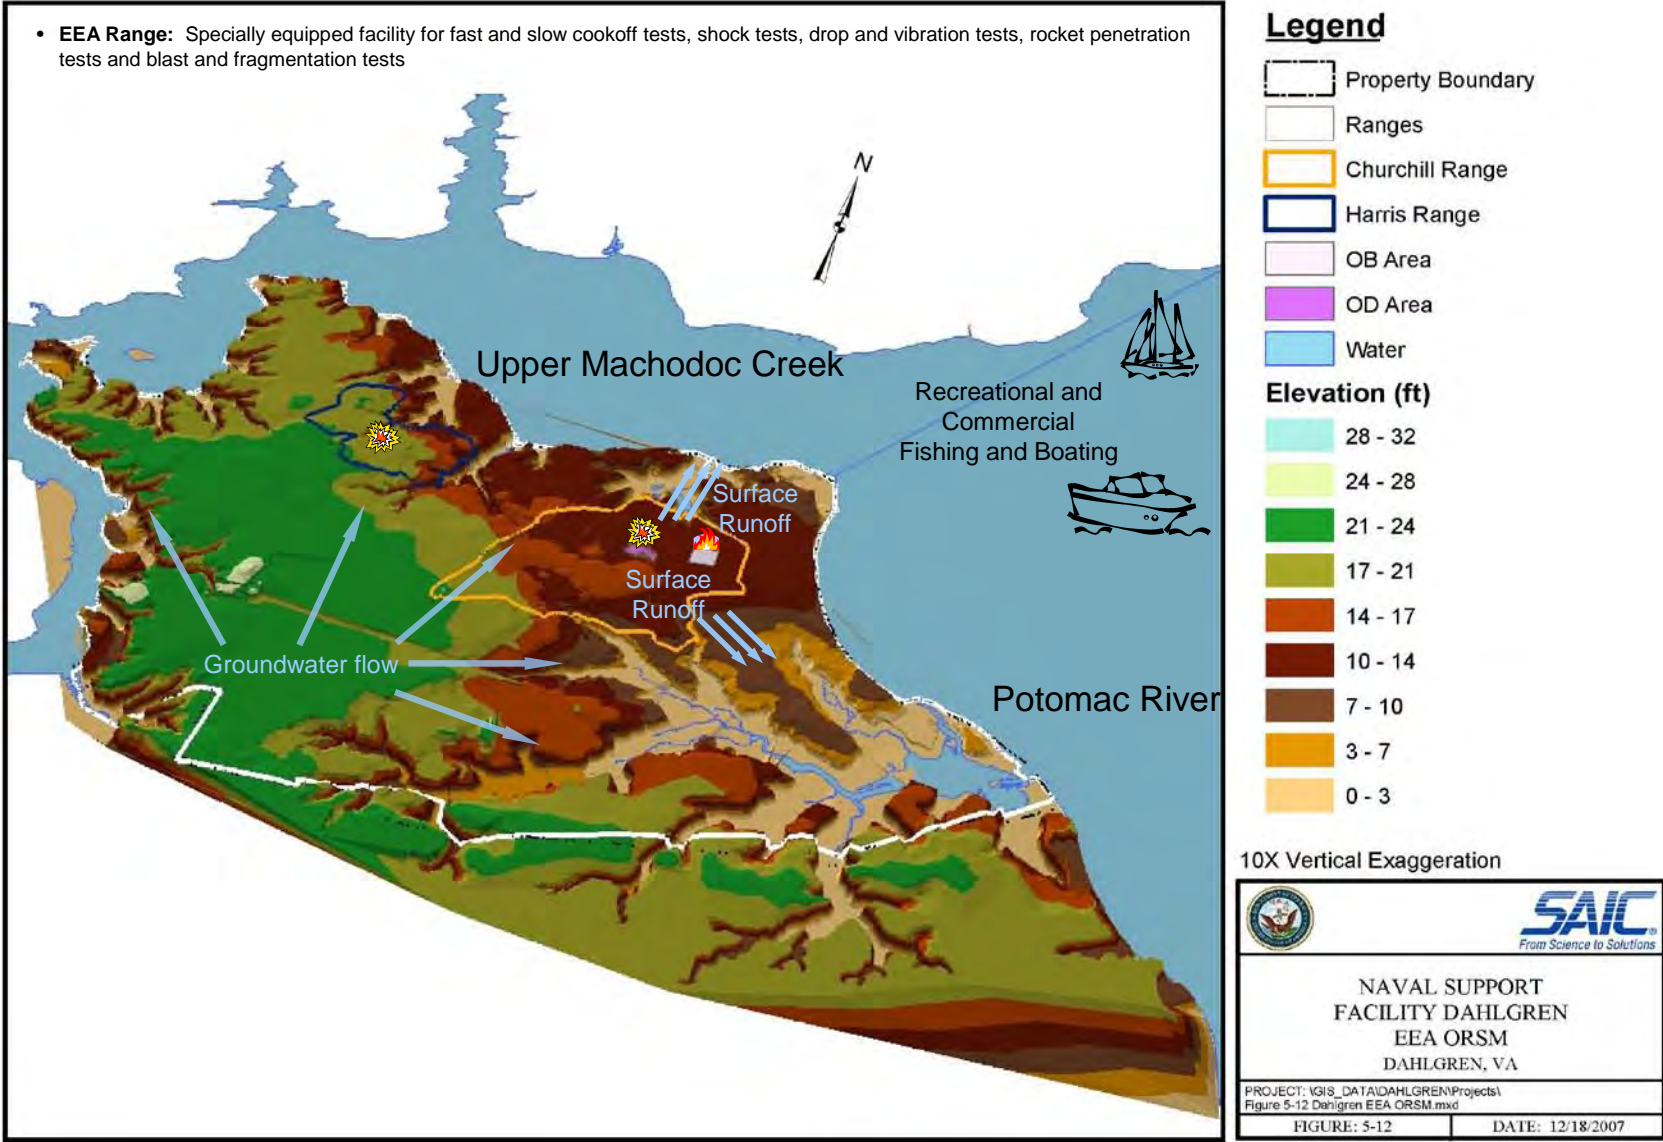 • EEA Range: Specially equipped facility for fast and slow cookoff tests, shock tests, drop and vibration tests, rocket penetration
tests and blast and fragmentation tests
N
Upper Machodoc Creek
Recreational and
Commercial
Fishing and Boating
Surface
Runoff
Surface
Runoff
Groundwater flow
Potomac River
Legend
Property Boundary
Ranges
Churchill Range
Harris Range
OB Area
OD Area
Water
Elevation (ft)
28 - 32
24 - 28
21 - 24
17 - 21
14 - 17
10 - 14
7 - 10
3 - 7
0 - 3
10X Vertical Exaggeration
SAIC
From Science to Solutions
NAVAL SUPPORT
FACILITY DAHLGREN
EEA ORSM
DAHLGREN, VA
PROJECT: \GIS_DATA\DAHLGREN\Projects\
Figure 5-12 Dahlgren EEA ORSM.mxd
FIGURE: 5-12
DATE: 12/18/2007